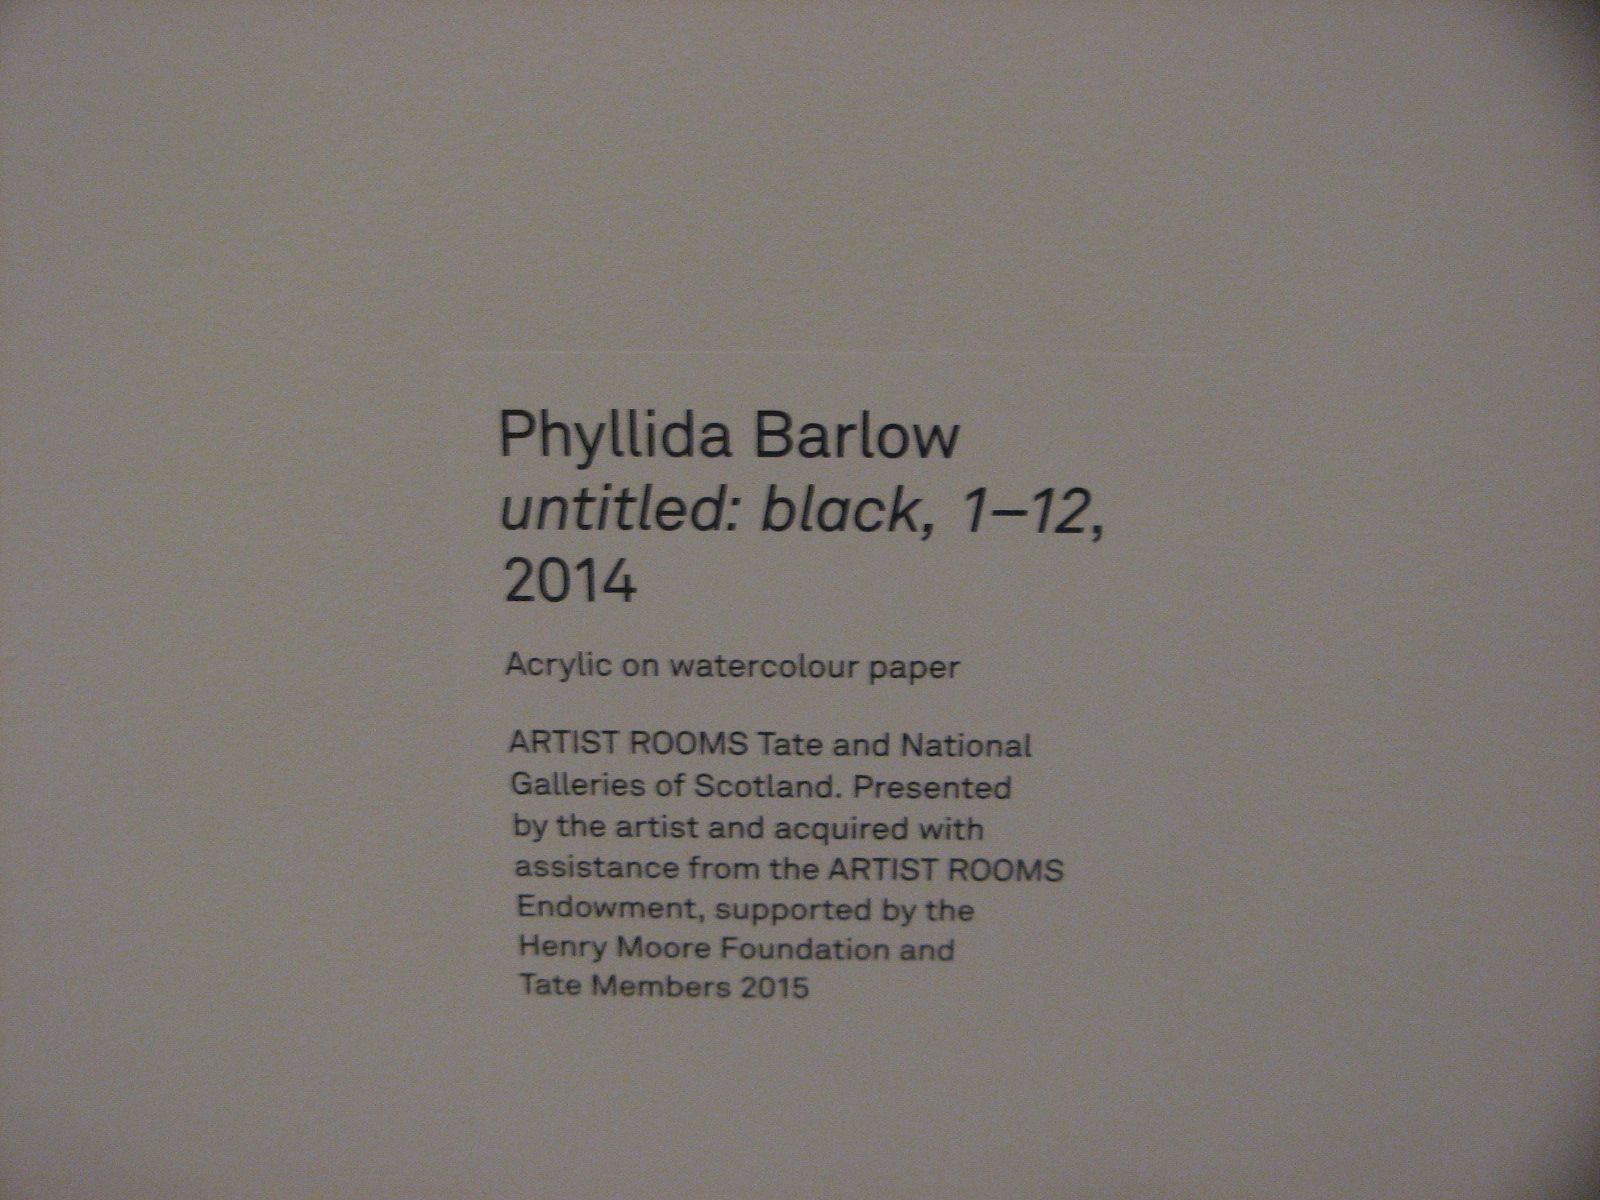 Phyllida Barlow
untitled: black, 1–12,
2014
Acrylic on watercolour paper
ARTIST ROOMS Tate and National
Galleries of Scotland. Presented
by the artist and acquired with
assistance from the ARTIST ROOMS
Endowment, supported by the
Henry Moore Foundation and
Tate Members 2015